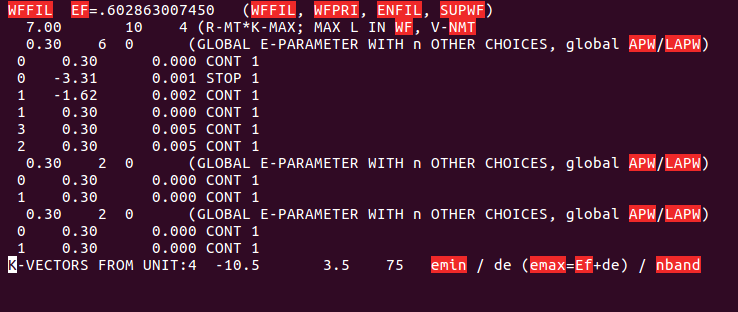 WFFIL  EF=.602863007450   (WFFIL, WFPRI, ENFIL, SUPWF)
  7.00       10    4 (R-MT*K-MAX; MAX L IN WF, V-NMT
  0.30    6  0      (GLOBAL E-PARAMETER WITH n OTHER CHOICES, global APW/LAPW)
 0    0.30      0.000 CONT 1
 0   -3.31      0.001 STOP 1
 1   -1.62      0.002 CONT 1
 1    0.30      0.000 CONT 1
 3    0.30      0.005 CONT 1
 2    0.30      0.005 CONT 1
  0.30    2  0      (GLOBAL E-PARAMETER WITH n OTHER CHOICES, global APW/LAPW)
 0    0.30      0.000 CONT 1
 1    0.30      0.000 CONT 1
  0.30    2  0      (GLOBAL E-PARAMETER WITH n OTHER CHOICES, global APW/LAPW)
 0    0.30      0.000 CONT 1
 1    0.30      0.000 CONT 1
K-VECTORS FROM UNIT:4  -10.5       3.5    75   emin / de (emax=Ef+de) / nband